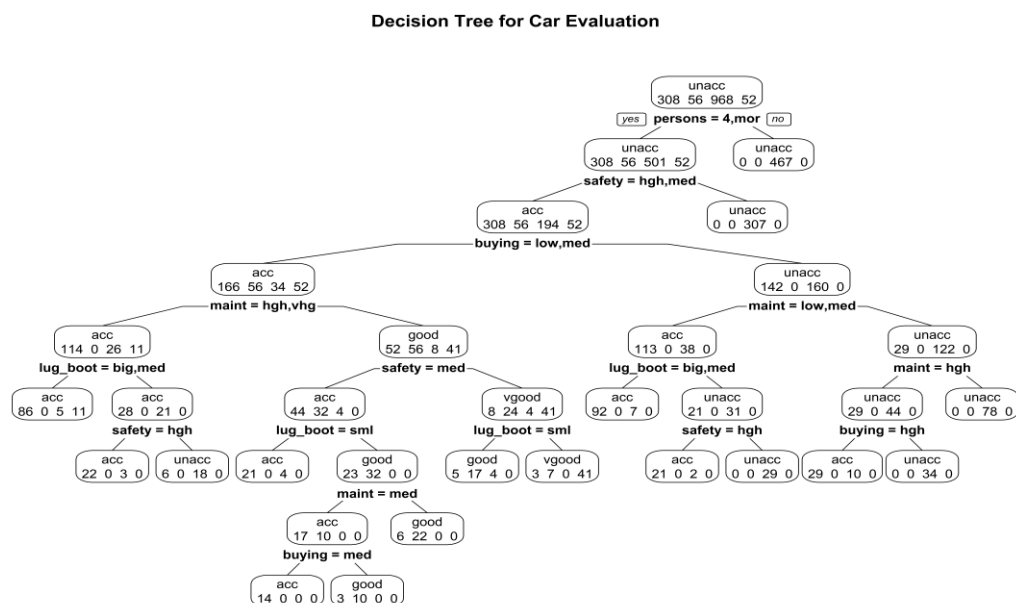 Decision Tree for Car Evaluation
unacc
308 56 968 52
yes persons = 4,mor no
unacc
308 56 501 52
unacc
0 0 467 0
safety = hgh,med
acc
308 56 194 52
unacc
0 0 307 0
buying = low,med
acc
166 56 34 52
unacc
142 0 160 0
maint = hgh,vhg
maint = low,med
acc
114 0 26 11
good
52 56 8 41
acc
113 0 38 0
unacc
29 0 122 0
lug_boot = big,med
safety = med
lug_boot = big,med
maint = hgh
acc
86 0 5 11
acc
28 0 21 0
acc
44 32 4 0
vgood
8 24 4 41
acc
92 0 7 0
unacc
21 0 31 0
unacc
29 0 44 0
unacc
0 0 78 0
safety = hgh
lug_boot = sml
lug_boot = sml
safety = hgh
buying = hgh
acc
22 0 3 0
unacc
6 0 18 0
acc
21 0 4 0
good
23 32 0 0
good
5 17 4 0
vgood
3 7 0 41
acc
21 0 2 0
unacc
0 0 29 0
acc
29 0 10 0
unacc
0 0 34 0
maint = med
acc
17 10 0 0
good
6 22 0 0
buying = med
acc
14 0 0 0
good
3 10 0 0